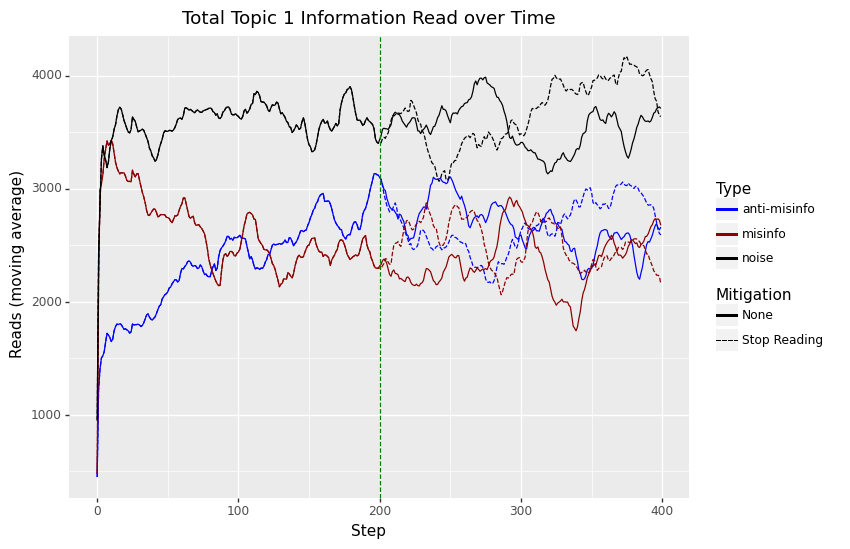 Total Topic 1 Information Read over Time
Reads (moving average)
4000
3000
2000
1000
0
100
200
300
400
Step
Type
anti-misinfo
misinfo
noise
Mitigation
None
Stop Reading